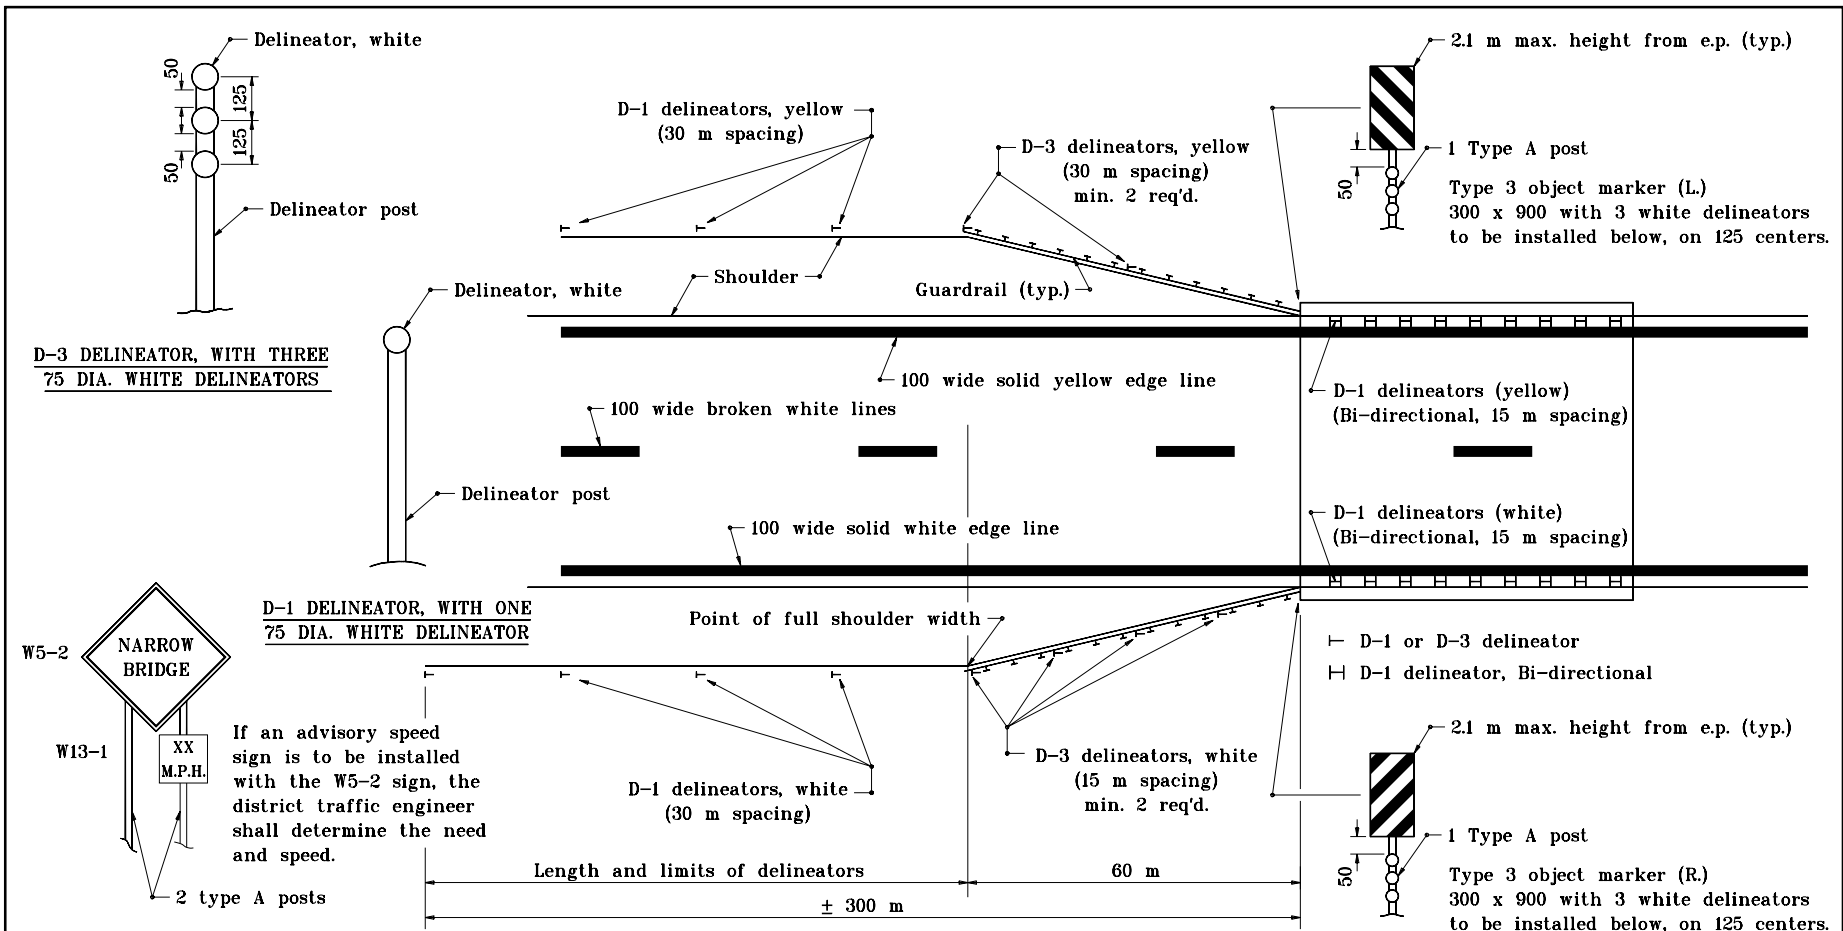 Delineator, white
50
125
125
50
Delineator post
D-3 DELINEATOR, WITH THREE
75 DIA. WHITE DELINEATORS
Delineator, white
Delineator post
D-1 DELINEATOR, WITH ONE
75 DIA. WHITE DELINEATOR
W5-2
NARROW
BRIDGE
W13-1
XX
M.P.H.
If an advisory speed
sign is to be installed
with the W5-2 sign, the
district traffic engineer
shall determine the need
and speed.
2 type A posts
D-1 delineators, yellow
(30 m spacing)
D-3 delineators, yellow
(30 m spacing)
min. 2 req'd.
Shoulder
Guardrail (typ.)
100 wide solid yellow edge line
100 wide broken white lines
100 wide solid white edge line
Point of full shoulder width
D-1 delineators, white
(30 m spacing)
D-3 delineators, white
(15 m spacing)
min. 2 req'd.
Length and limits of delineators
60 m
± 300 m
2.1 m max. height from e.p. (typ.)
1 Type A post
50
Type 3 object marker (L.)
300 x 900 with 3 white delineators
to be installed below, on 125 centers.
D-1 delineators (yellow)
(Bi-directional, 15 m spacing)
D-1 delineators (white)
(Bi-directional, 15 m spacing)
D-1 or D-3 delineator
D-1 delineator, Bi-directional
2.1 m max. height from e.p. (typ.)
1 Type A post
50
Type 3 object marker (R.)
300 x 900 with 3 white delineators
to be installed below, on 125 centers.